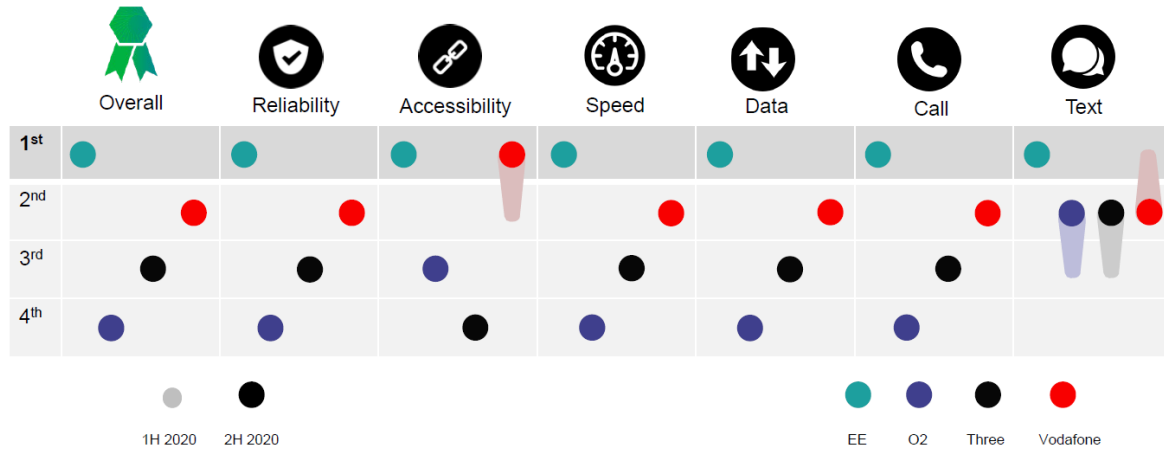 Overall
Reliability
Accessibility
Speed
Data
Call
Text
1st
2nd
3rd
4th
1H 2020
2H 2020
EE
O2
Three
Vodafone